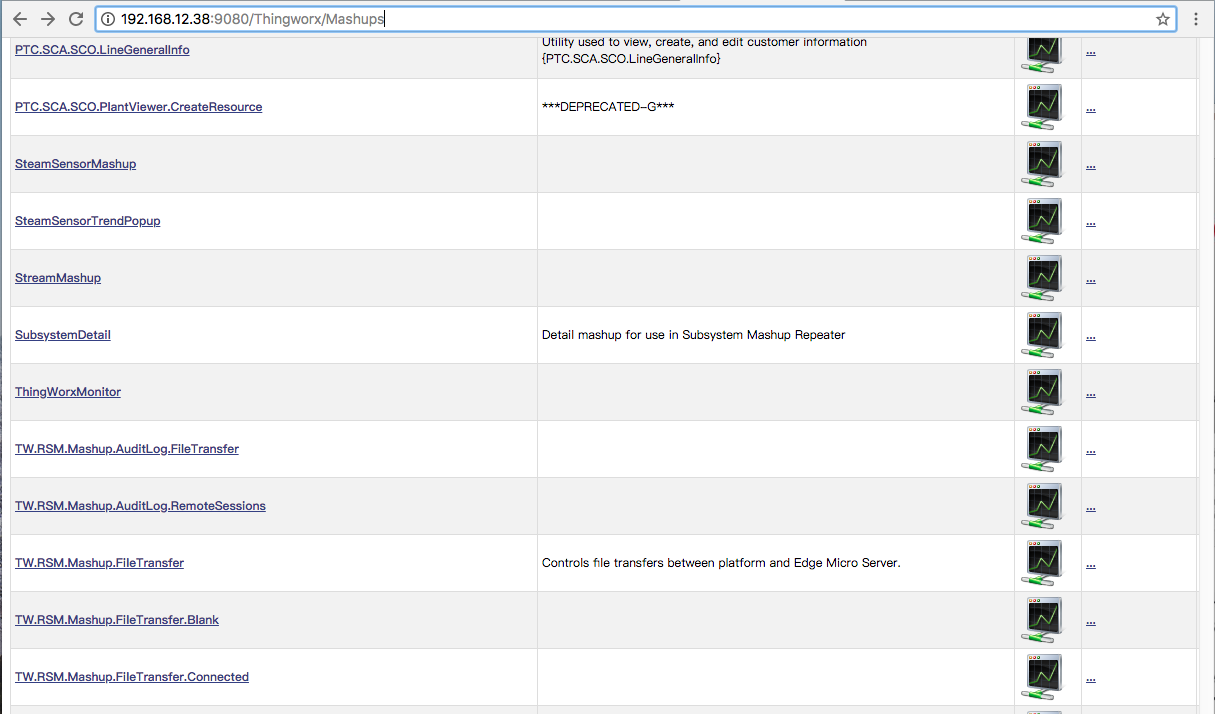 192.168.12.38:9080/Thingworx/Mashups
PTC.SCA.SCO.LineGeneralInfo
Utility used to view, create, and edit customer information
{PTC.SCA.SCO.LineGeneralInfo}
...
PTC.SCA.SCO.PlantViewer.CreateResource
***DEPRECATED-G***
...
SteamSensorMashup
...
SteamSensorTrendPopup
...
StreamMashup
...
SubsystemDetail
Detail mashup for use in Subsystem Mashup Repeater
...
ThingWorxMonitor
...
TW.RSM.Mashup.AuditLog.FileTransfer
...
TW.RSM.Mashup.AuditLog.RemoteSessions
...
TW.RSM.Mashup.FileTransfer
Controls file transfers between platform and Edge Micro Server.
...
TW.RSM.Mashup.FileTransfer.Blank
...
TW.RSM.Mashup.FileTransfer.Connected
...